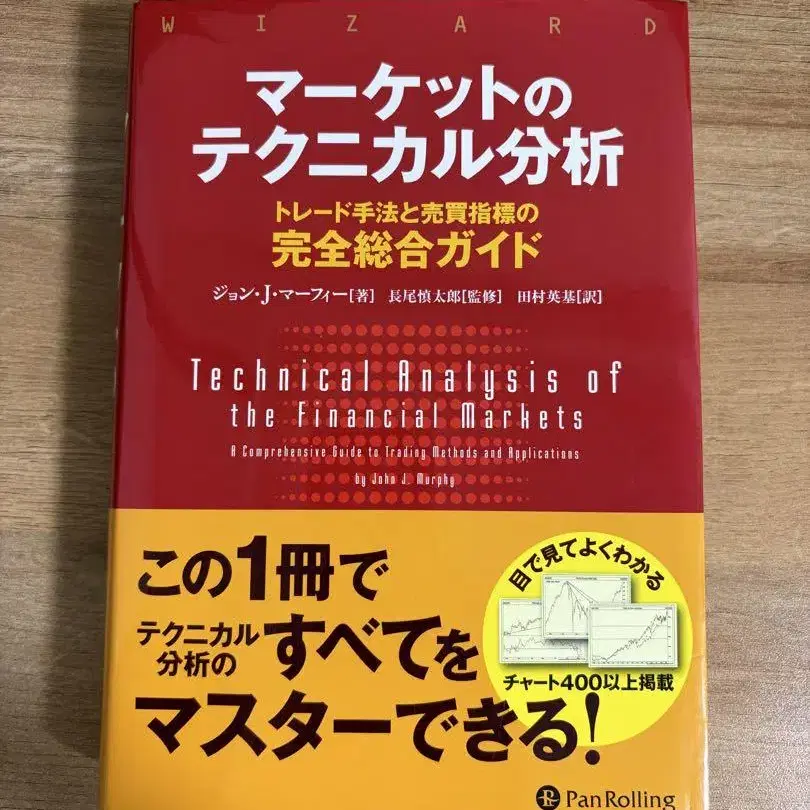 WIZARD
マーケットの
テクニカル分析
トレード手法と売買指標の
完全総合ガイド
ジョン・J・マーフィー[著] 長尾慎太郎[監修] 田村英基[訳]
Technical Analysis of
the Financial Markets
A Comprehensive Guide to Trading Methods and Applications
by John J. Murphy
この1冊で
テクニカル
分析の
すべてを
マスターできる!
目で見てよくわかる
チャート400以上掲載
PanRolling